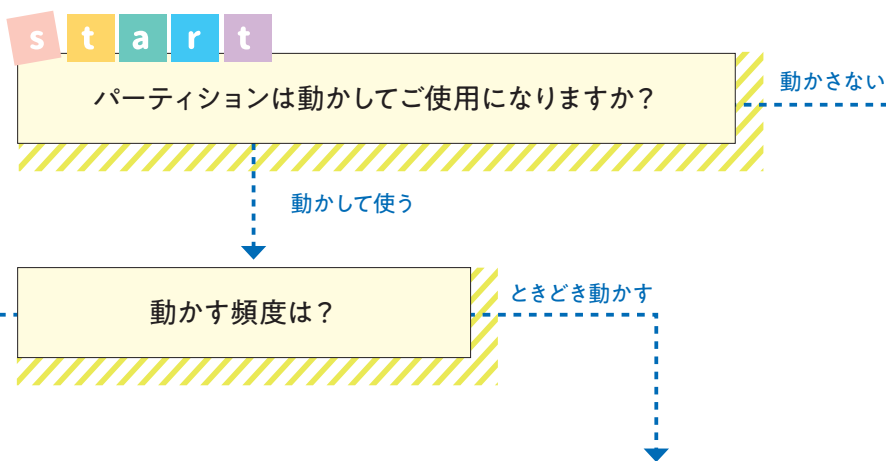 start
パーティションは動かしてご使用になりますか？
動かさない
動かして使う
動かす頻度は？
ときどき動かす